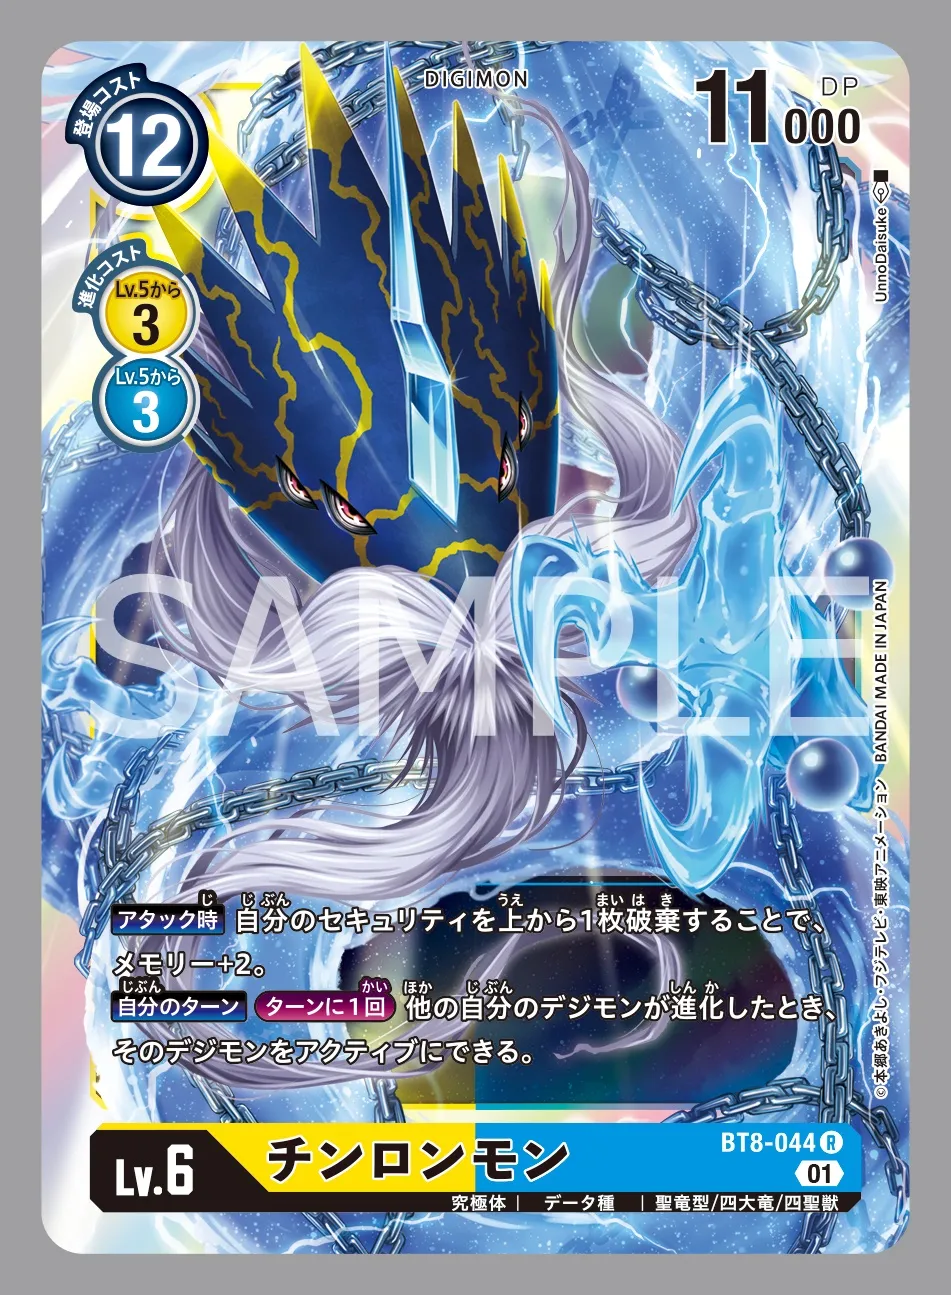 DIGIMON
登場コスト
12
11000
DP
進化コスト
Lv.5から
3
Lv.5から
3
UnnoDaisuke
SAMPLE
アタック時 自分のセキュリティを上から1枚破棄することで、
メモリー+2。
自分のターン ターンに1回 他の自分のデジモンが進化したとき、
そのデジモンをアクティブにできる。
©本郷あきよし・フジテレビ・東映アニメーション BANDAI MADE IN JAPAN
Lv.6
チンロンモン
BT8-044 R
01
究極体 | データ種 | 聖竜型/四大竜/四聖獣